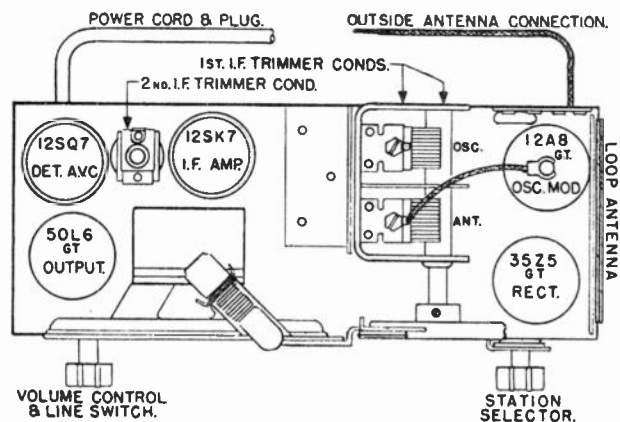 POWER CORD & PLUG.
OUTSIDE ANTENNA CONNECTION.
1ST. I.F. TRIMMER CONDS.
2ND. I.F. TRIMMER COND.
12SQ7
DET. A.V.C
12SK7
I.F. AMP.
OSC.
12A8
GT.
OSC. MOD
LOOP ANTENNA
ANT.
50L6
GT
OUTPUT.
35Z5
GT
RECT.
VOLUME CONTROL
& LINE SWITCH.
STATION
SELECTOR.